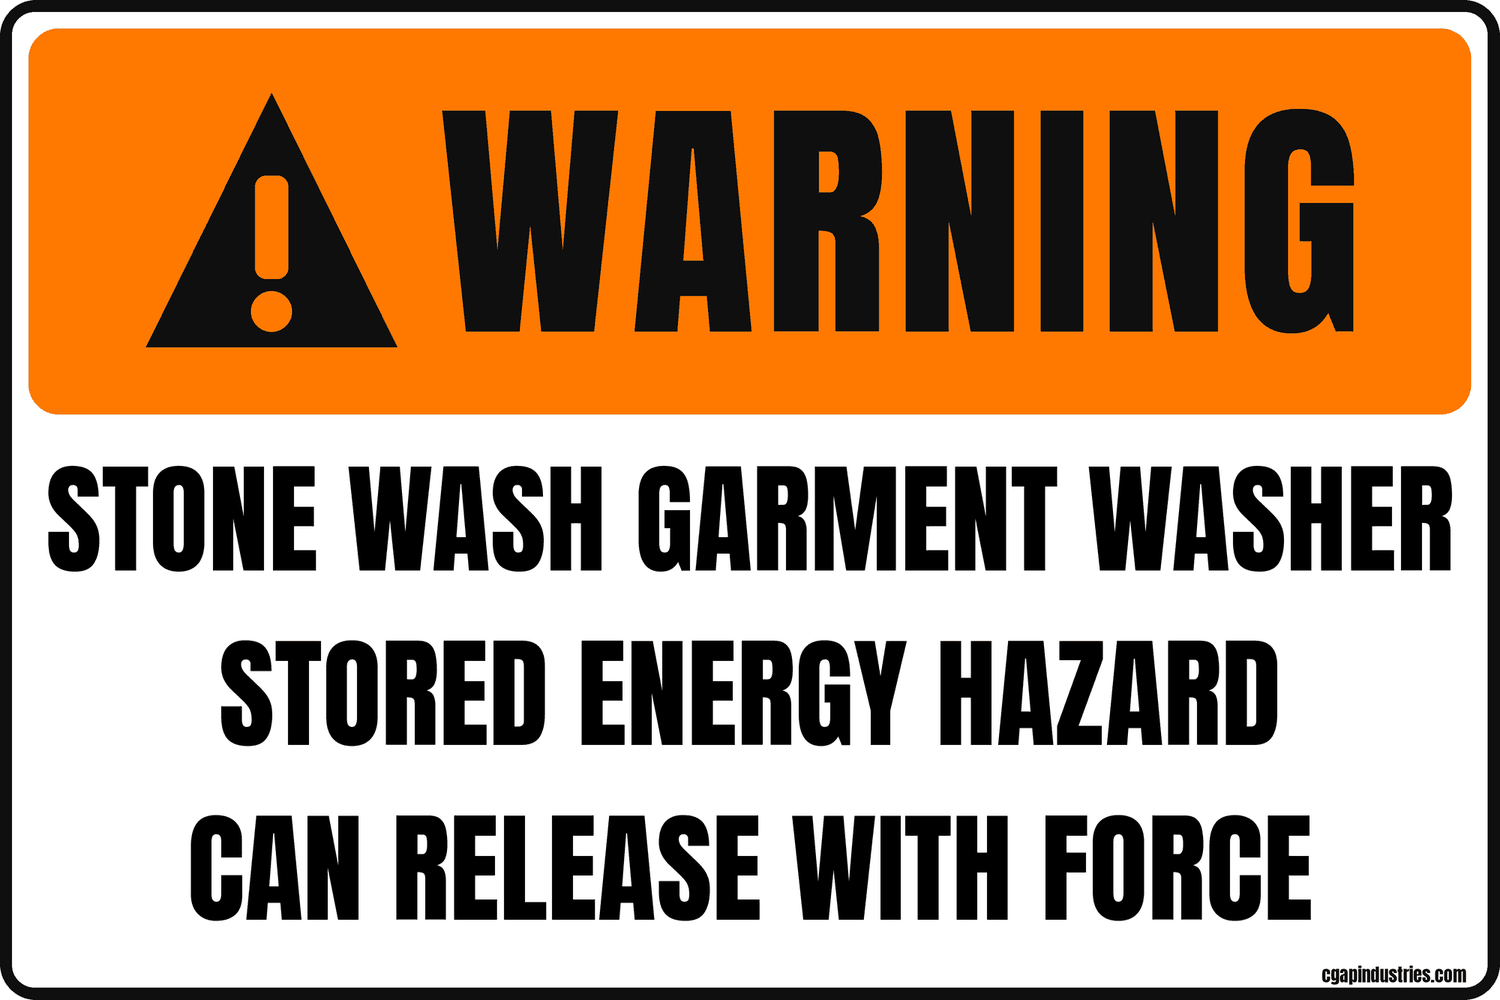 WARNING
STONE WASH GARMENT WASHER
STORED ENERGY HAZARD
CAN RELEASE WITH FORCE
cgapindustries.com